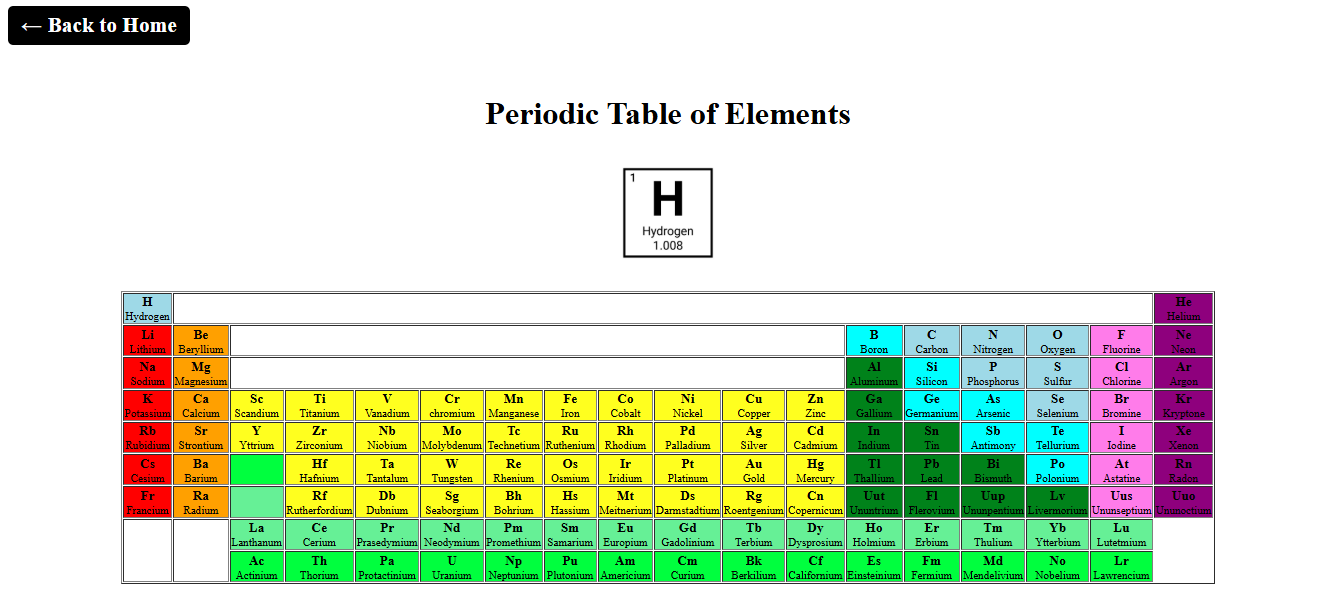 ← Back to Home
Periodic Table of Elements
1
H
Hydrogen
1.008
H He
Hydrogen Helium
Li Be B C N O F Ne
Lithium Beryllium Boron Carbon Nitrogen Oxygen Fluorine Neon
Na Mg Al Si P S Cl Ar
Sodium Magnesium Aluminum Silicon Phosphorus Sulfur Chlorine Argon
K Ca Sc Ti V Cr Mn Fe Co Ni Cu Zn Ga Ge As Se Br Kr
Potassium Calcium Scandium Titanium Vanadium chromium Manganese Iron Cobalt Nickel Copper Zinc Gallium Germanium Arsenic Selenium Bromine Kryptone
Rb Sr Y Zr Nb Mo Tc Ru Rh Pd Ag Cd In Sn Sb Te I Xe
Rubidium Strontium Yttrium Zirconium Niobium Molybdenum Technetium Ruthenium Rhodium Palladium Silver Cadmium Indium Tin Antimony Tellurium Iodine Xenon
Cs Ba Hf Ta W Re Os Ir Pt Au Hg Tl Pb Bi Po At Rn
Cesium Barium Hafnium Tantalum Tungsten Rhenium Osmium Iridium Platinum Gold Mercury Thallium Lead Bismuth Polonium Astatine Radon
Fr Ra Rf Db Sg Bh Hs Mt Ds Rg Cn Uut Fl Uup Lv Uus Uno
Francium Radium Rutherfordium Dubnium Seaborgium Bohrium Hassium Meitnerium Darmstadtium Roentgenium Copernicum Ununtrium Flerovium Ununpentium Livermorium Ununseptium Ununoctium
La Ce Pr Nd Pm Sm Eu Gd Tb Dy Ho Er Tm Yb Lu
Lanthanum Cerium Prasedymium Neodymium Promethium Samarium Europium Gadolinium Terbium Dysprosium Holmium Erbium Thulium Ytterbium Lutetmium
Ac Th Pa U Np Pu Am Cm Bk Cf Es Fm Md No Lr
Actinium Thorium Protactinium Uranium Neptunium Plutonium Americium Curium Berkilium Californium Einsteinium Fermium Mendelivium Nobelium Lawrencium